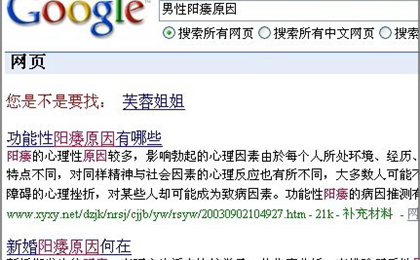 Google™
男性阳痿原因
搜索所有网页 搜索所有中文网页
网页
您是不是要找： 芙蓉姐姐
功能性阳痿原因有哪些
阳痿的心理性原因较多，影响勃起的心理因素由於每个人所处环境、经历、
特点不同，对同样精神与社会因素的心理反应也有所不同，大多数人可能不
障碍的心理挫折，对某些人却可能成为致病因素。功能性阳痿的病因推测有
www.xyxy.net/dzjk/nrsj/cjjb/yw/rsyw/20030902104927.htm - 21k - 补充材料 - 网
新婚阳痿原因何在